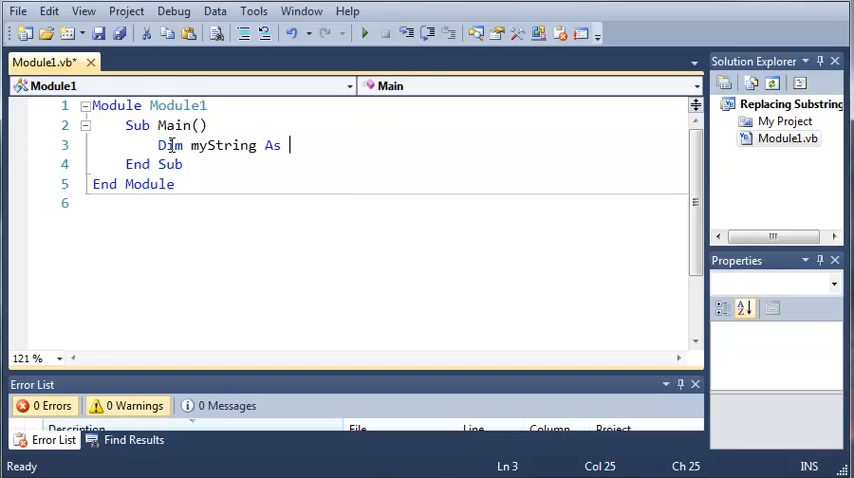 File Edit View Project Debug Data Tools Window Help
Module1.vb*
Solution Explorer
Module1 Main
1 Module Module1
2 Sub Main()
3 Dim myString As
4 End Sub
5 End Module
6
Replacing Substring
My Project
Module1.vb
Properties
121 %
Error List
0 Errors 0 Warnings 0 Messages
Description File Line Column Project
Error List Find Results
Ready Ln 3 Col 25 Ch 25 INS